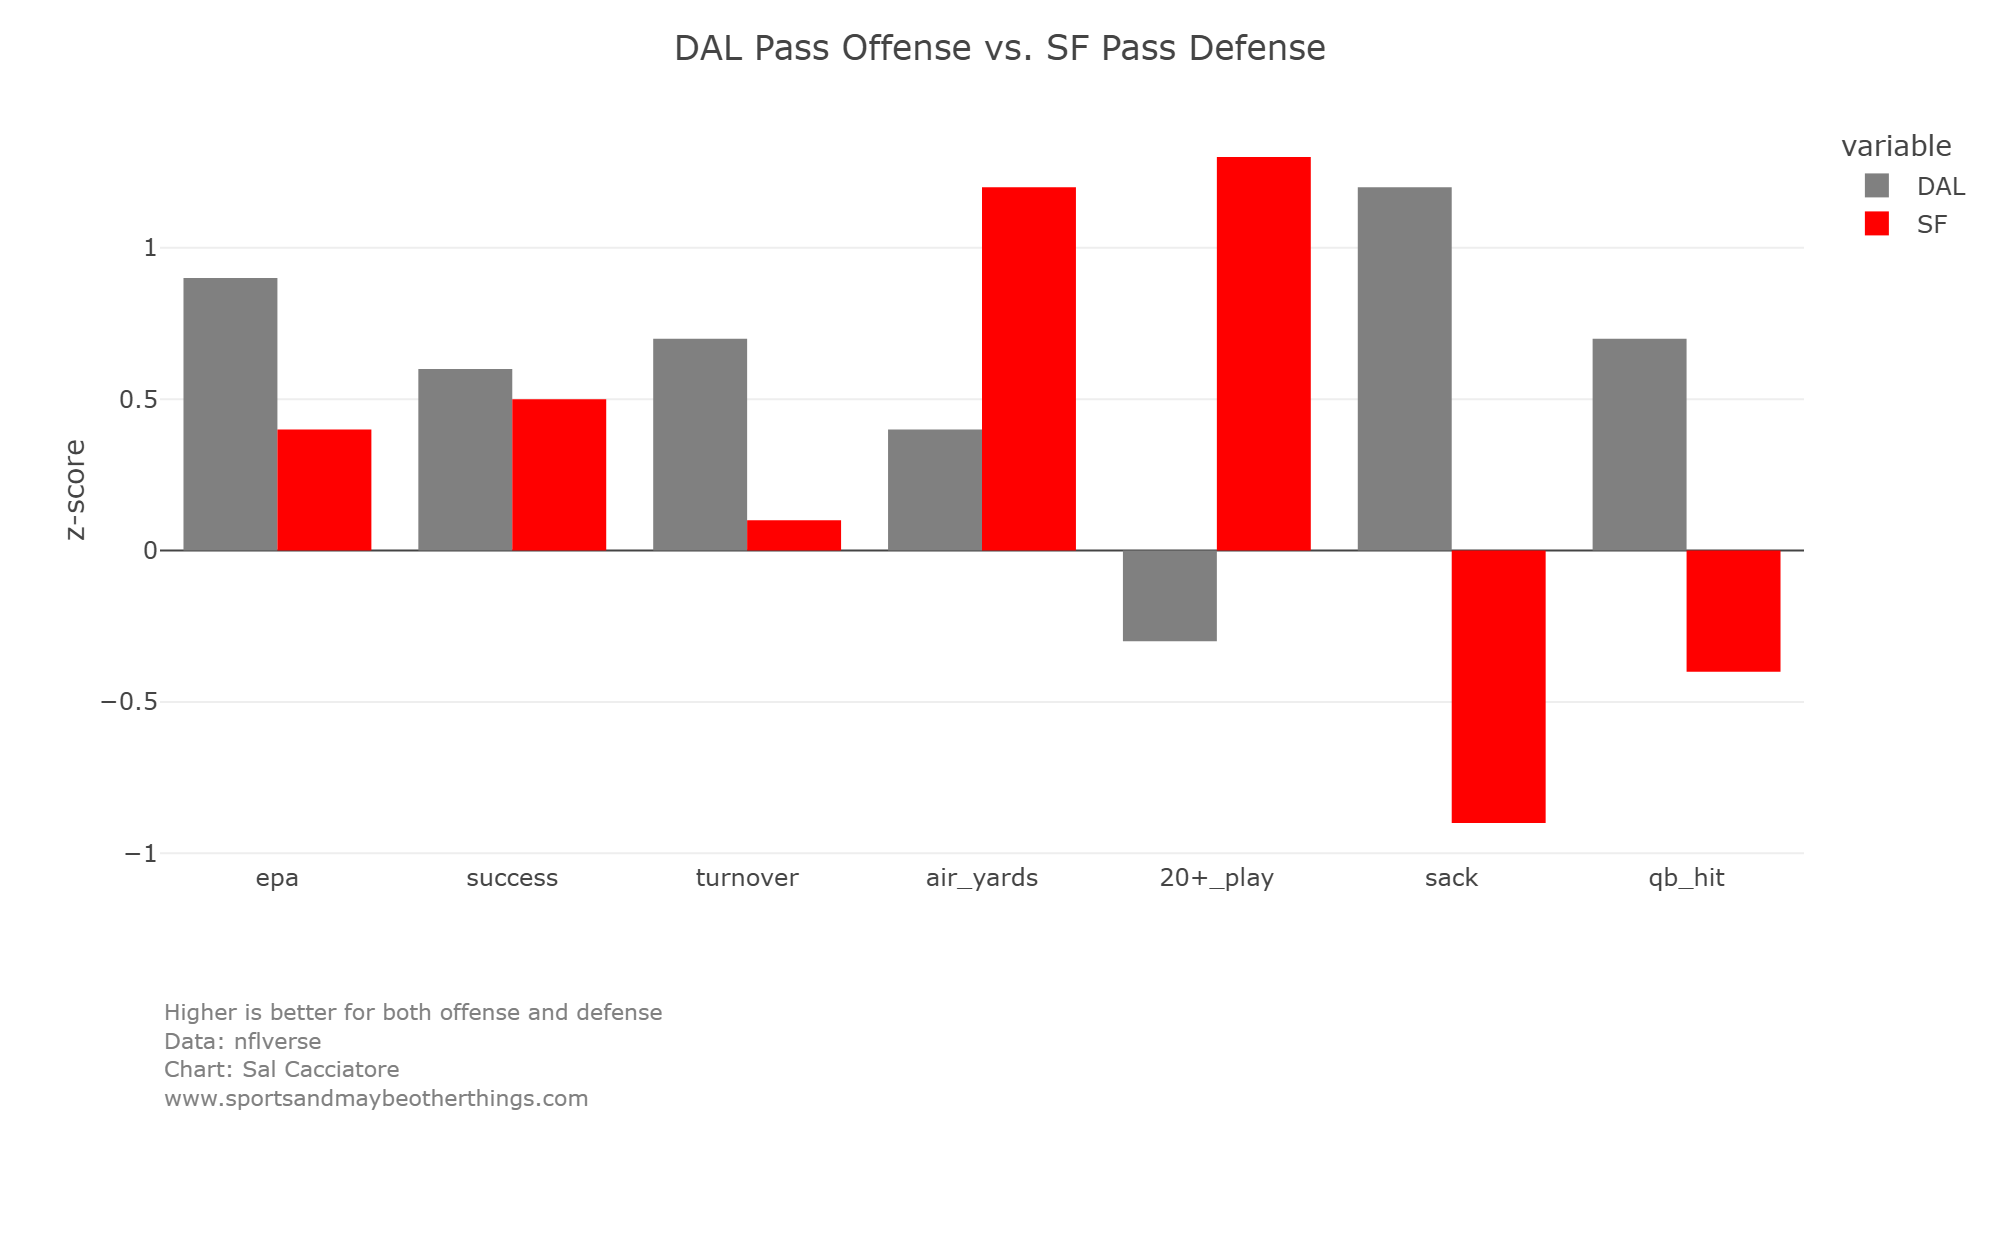 DAL Pass Offense vs. SF Pass Defense
variable
DAL
SF
z-score
1
0.5
0
−0.5
−1
epa
success
turnover
air_yards
20+_play
sack
qb_hit
Higher is better for both offense and defense
Data: nflverse
Chart: Sal Cacciatore
www.sportsandmaybeotherthings.com